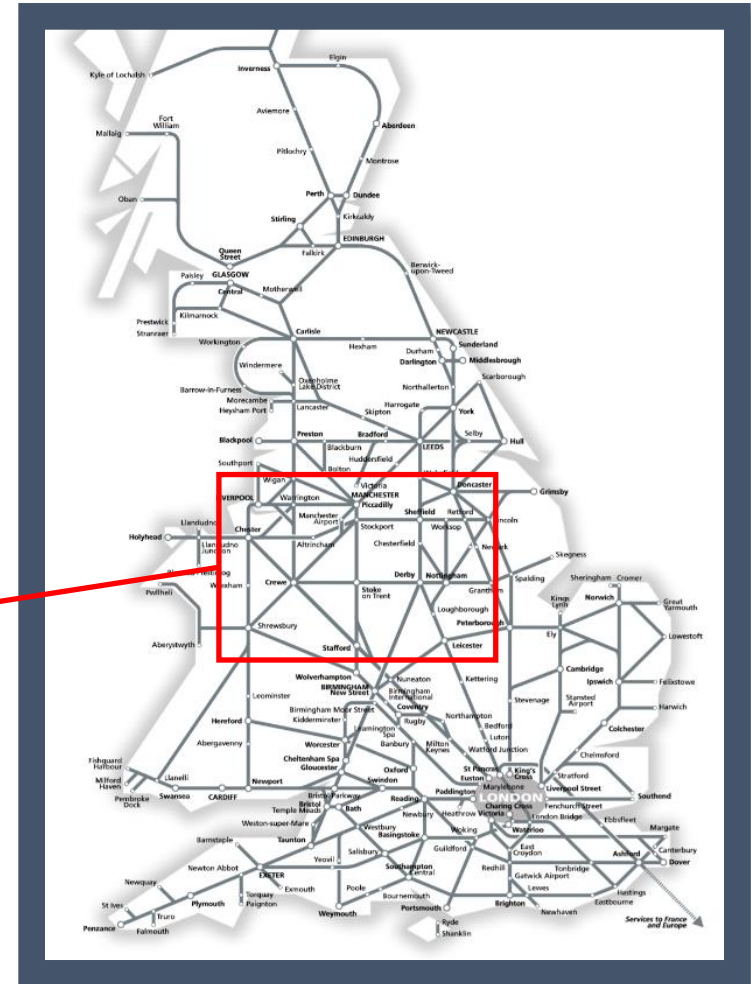 Elgin
Inverness
Kyle of Lochalsh
Aviemore
Fort
William
Mallaig
Aberdeen
Pitlochry
Montrose
Perth
Dundee
Oban
Stirling
Kirkcaldy
EDINBURGH
Queen
Street
Falkirk
Berwick-
upon-Tweed
Paisley
GLASGOW
Central
Motherwell
Kilmarnock
Prestwick
Stranraer
Carlisle
NEWCASTLE
Workington
Hexham
Sunderland
Durham
Darlington
Middlesbrough
Windermere
Scarborough
Oxenholme
Lake District
Barrow-in-Furness
Northallerton
Morecambe
Heysham Port
Lancaster
Harrogate
Skipton
York
Preston
Bradford
Selby
Blackpool
Blackburn
LEEDS
Hull
Huddersfield
Southport
Bolton
Wigan
Victoria
MANCHESTER
Piccadilly
Doncaster
Grimsby
Warrington
Manchester
Airport
Sheffield
Retford
Lincoln
Llandudno
Chester
Stockport
Worksop
Holyhead
Llandudno
Junction
Altrincham
Chesterfield
Newark
Skegness
Crewe
Stoke
on Trent
Derby
Nottingham
Spalding
Sheringham
Cromer
Pwllheli
Grantham
Kings
Lynn
Norwich
Great
Yarmouth
Loughborough
Shrewsbury
Peterborough
Ely
Lowestoft
Aberystwyth
Stafford
Leicester
Wolverhampton
BIRMINGHAM
New Street
Nuneaton
Kettering
Cambridge
Birmingham
International
Ipswich
Felixstowe
Leominster
Birmingham Moor Street
Coventry
Stevenage
Stansted
Airport
Harwich
Kidderminster
Rugby
Northampton
Hereford
Leamington
Spa
Bedford
Colchester
Worcester
Banbury
Milton
Keynes
Luton
Abergavenny
Watford Junction
Chelmsford
Cheltenham Spa
Gloucester
Oxford
St Pancras
King's
Cross
Fishguard
Harbour
Euston
Stratford
Milford
Haven
Llanelli
Newport
Swindon
Marylebone
Liverpool Street
Pembroke
Dock
Swansea
CARDIFF
Bristol Parkway
Reading
Paddington
LONDON
Southend
Bristol
Temple Meads
Bath
Charing Cross
Fenchurch Street
Newbury
Heathrow
Victoria
London Bridge
Ebbsfleet
Weston-super-Mare
Westbury
Basingstoke
Woking
Waterloo
Margate
Barnstaple
Taunton
Salisbury
Guildford
East
Croydon
Canterbury
Yeovil
Newton Abbot
Southampton
Central
Redhill
Tonbridge
Ashford
Dover
EXETER
Gatwick Airport
Newquay
Exmouth
Poole
Lewes
Hastings
St Ives
Plymouth
Torquay
Paignton
Bournemouth
Eastbourne
Truro
Weymouth
Portsmouth
Brighton
Newhaven
Penzance
Falmouth
Ryde
Shanklin
Services to France
and Europe